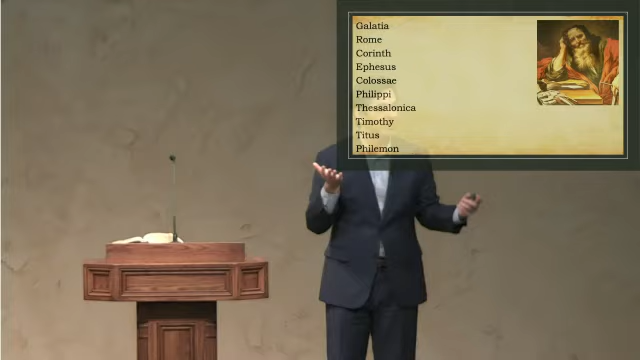 Galatia
Rome
Corinth
Ephesus
Colossae
Philippi
Thessalonica
Timothy
Titus
Philemon